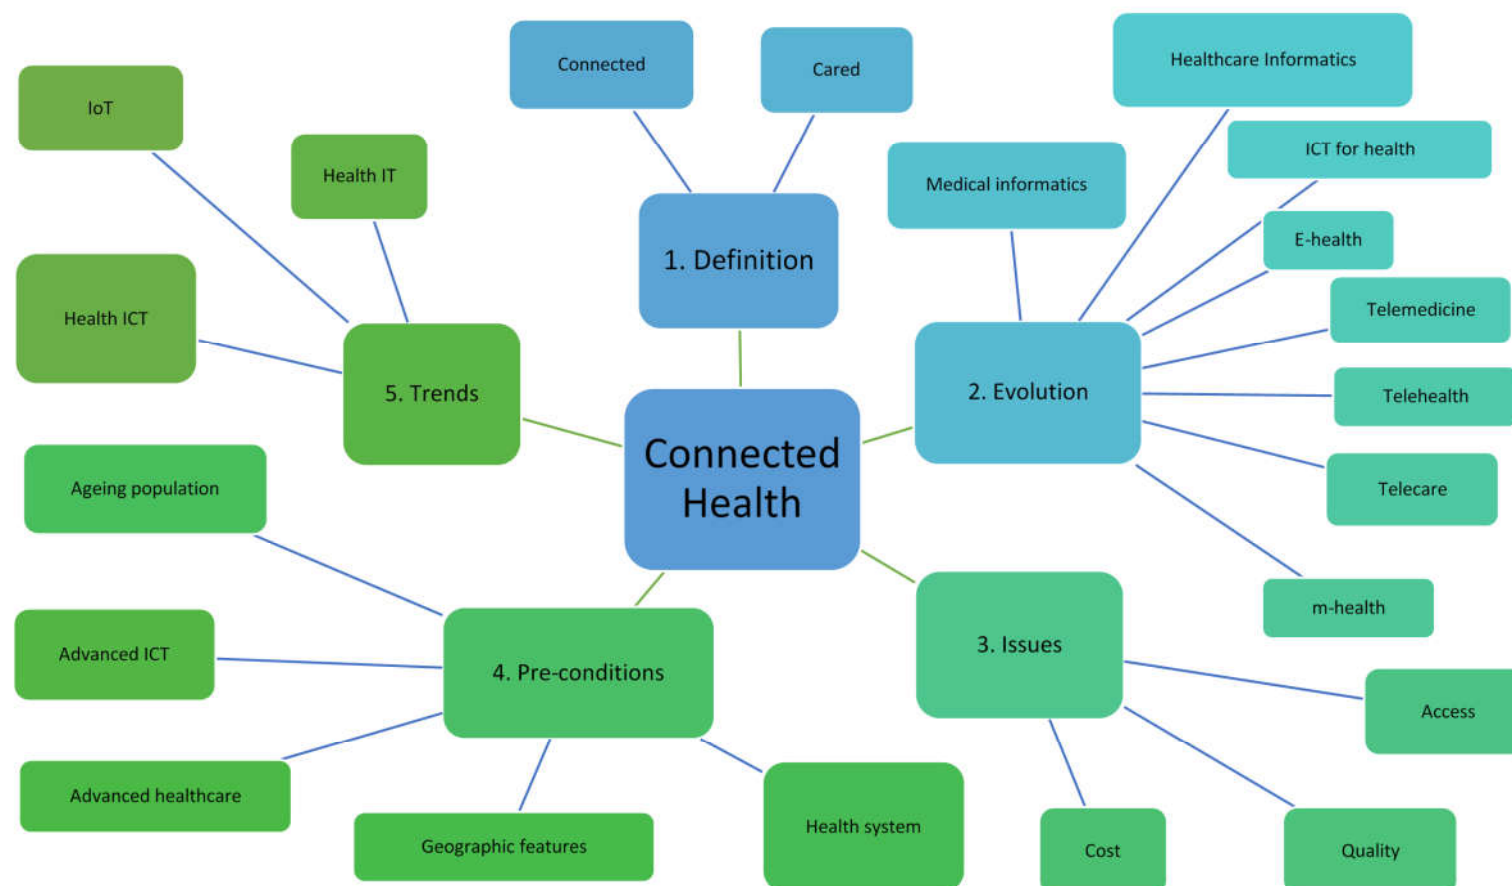 Connected
Health
1. Definition
Connected
Cared
2. Evolution
Medical informatics
Healthcare Informatics
ICT for health
E-health
Telemedicine
Telehealth
Telecare
m-health
3. Issues
Access
Quality
Cost
4. Pre-conditions
Health system
Geographic features
Advanced healthcare
Advanced ICT
Ageing population
5. Trends
Health ICT
IoT
Health IT